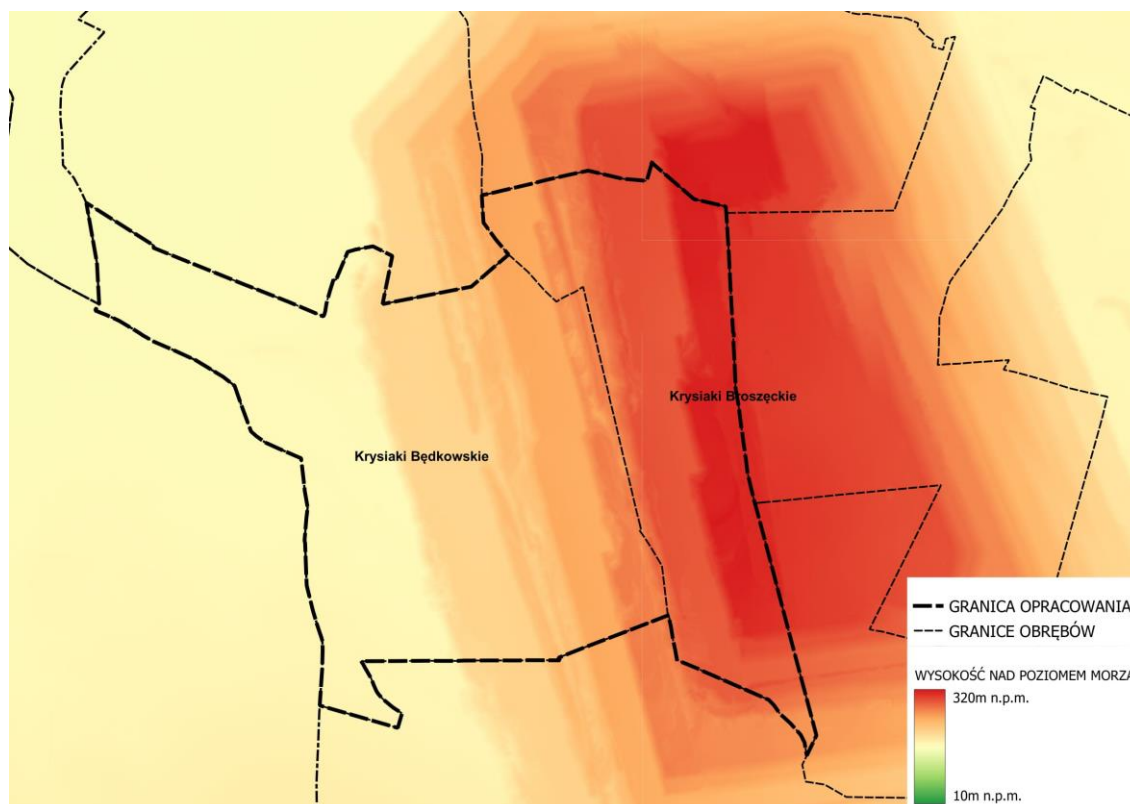 Krysiaki Broszęckie
Krysiaki Będkowskie
GRANICA OPRACOWANIA
GRANICE OBRĘBÓW
WYSOKOŚĆ NAD POZIOMEM MORZA
320m n.p.m.
10m n.p.m.